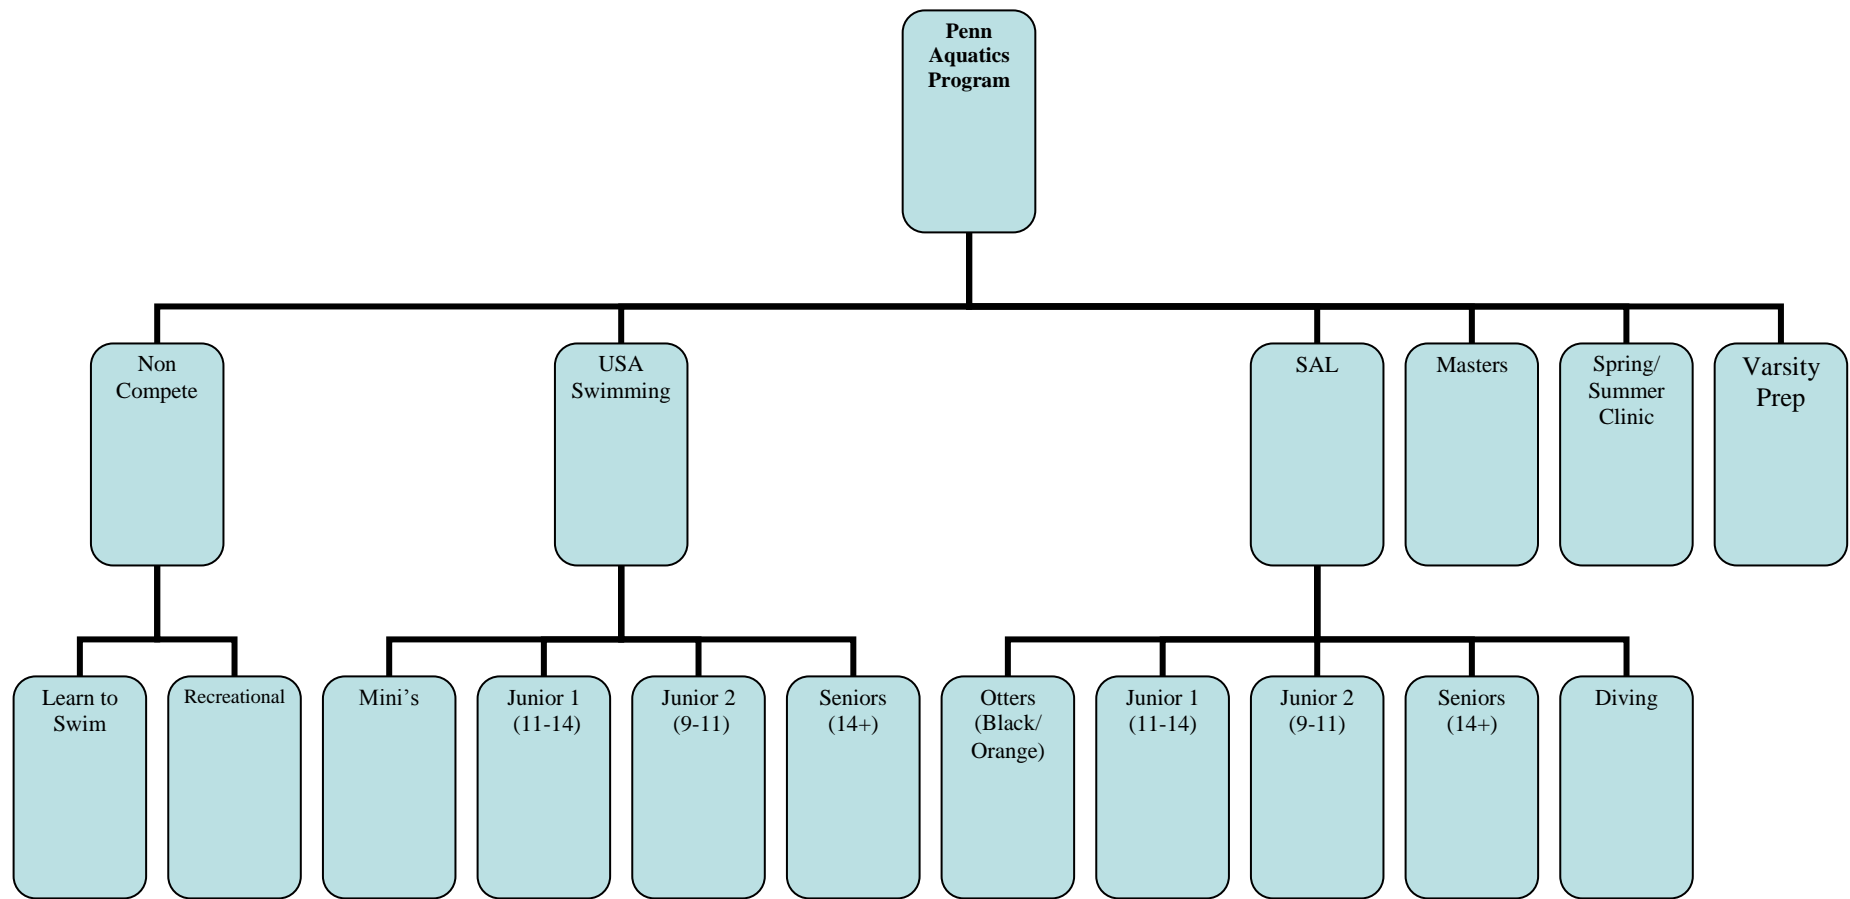 Penn
Aquatics
Program
Non
Compete
USA
Swimming
SAL
Masters
Spring/
Summer
Clinic
Varsity
Prep
Learn to
Swim
Recreational
Mini’s
Junior 1
(11-14)
Junior 2
(9-11)
Seniors
(14+)
Otters
(Black/
Orange)
Junior 1
(11-14)
Junior 2
(9-11)
Seniors
(14+)
Diving